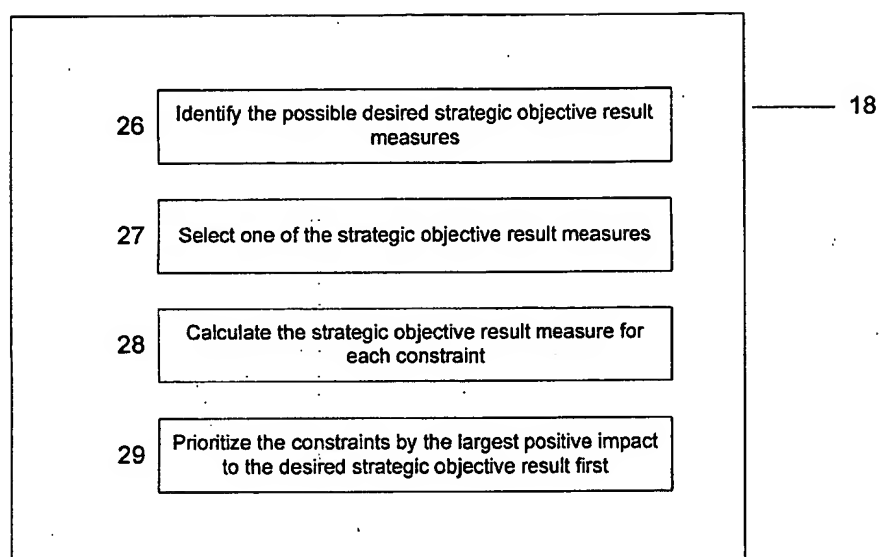 18
26
Identify the possible desired strategic objective result
measures
27
Select one of the strategic objective result measures
28
Calculate the strategic objective result measure for
each constraint
29
Prioritize the constraints by the largest positive impact
to the desired strategic objective result first